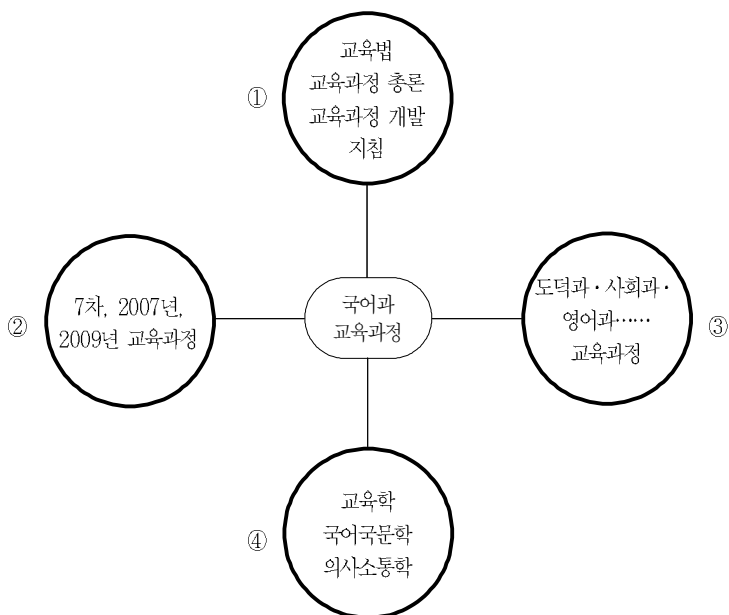 ①
교육법
교육과정 총론
교육과정 개발
지침
②
7차, 2007년,
2009년 교육과정
국어과
교육과정
도덕과·사회과·
영어과……
교육과정
③
④
교육학
국어국문학
의사소통학